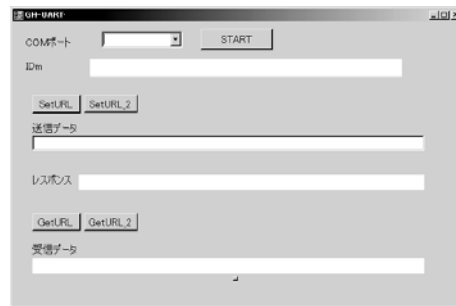 GH-UART
COMポート START
IDm
SetURL SetURL_2
送信データ
レスポンス
GetURL GetURL_2
受信データ